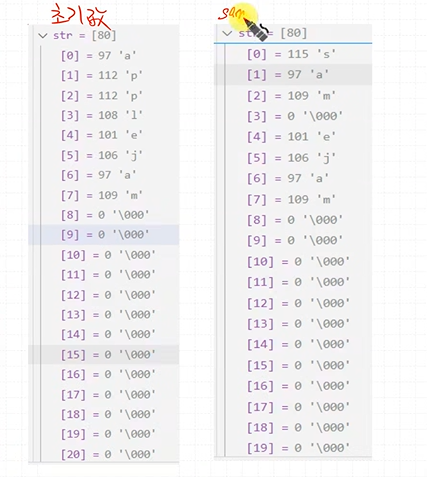 초기값
str = [80]
[0] = 97 'a'
[1] = 112 'p'
[2] = 112 'p'
[3] = 108 'l'
[4] = 101 'e'
[5] = 106 'j'
[6] = 97 'a'
[7] = 109 'm'
[8] = 0 '\000'
[9] = 0 '\000'
[10] = 0 '\000'
[11] = 0 '\000'
[12] = 0 '\000'
[13] = 0 '\000'
[14] = 0 '\000'
[15] = 0 '\000'
[16] = 0 '\000'
[17] = 0 '\000'
[18] = 0 '\000'
[19] = 0 '\000'
[20] = 0 '\000'
sam
str = [80]
[0] = 115 's'
[1] = 97 'a'
[2] = 109 'm'
[3] = 0 '\000'
[4] = 101 'e'
[5] = 106 'j'
[6] = 97 'a'
[7] = 109 'm'
[8] = 0 '\000'
[9] = 0 '\000'
[10] = 0 '\000'
[11] = 0 '\000'
[12] = 0 '\000'
[13] = 0 '\000'
[14] = 0 '\000'
[15] = 0 '\000'
[16] = 0 '\000'
[17] = 0 '\000'
[18] = 0 '\000'
[19] = 0 '\000'